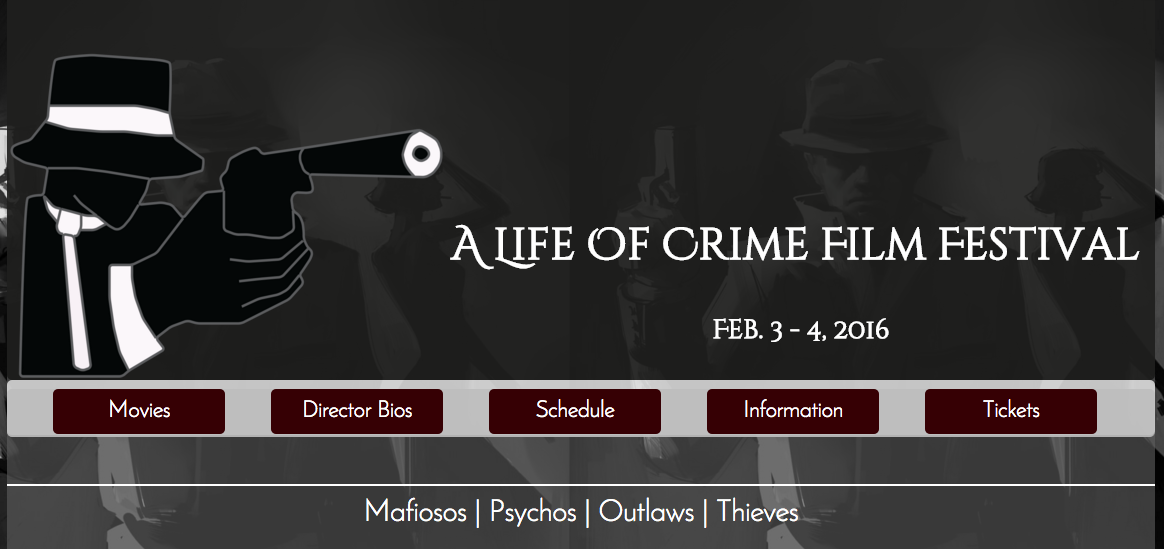 A Life Of Crime Film Festival
Feb. 3 - 4, 2016
Movies
Director Bios
Schedule
Information
Tickets
Mafiosos | Psychos | Outlaws | Thieves